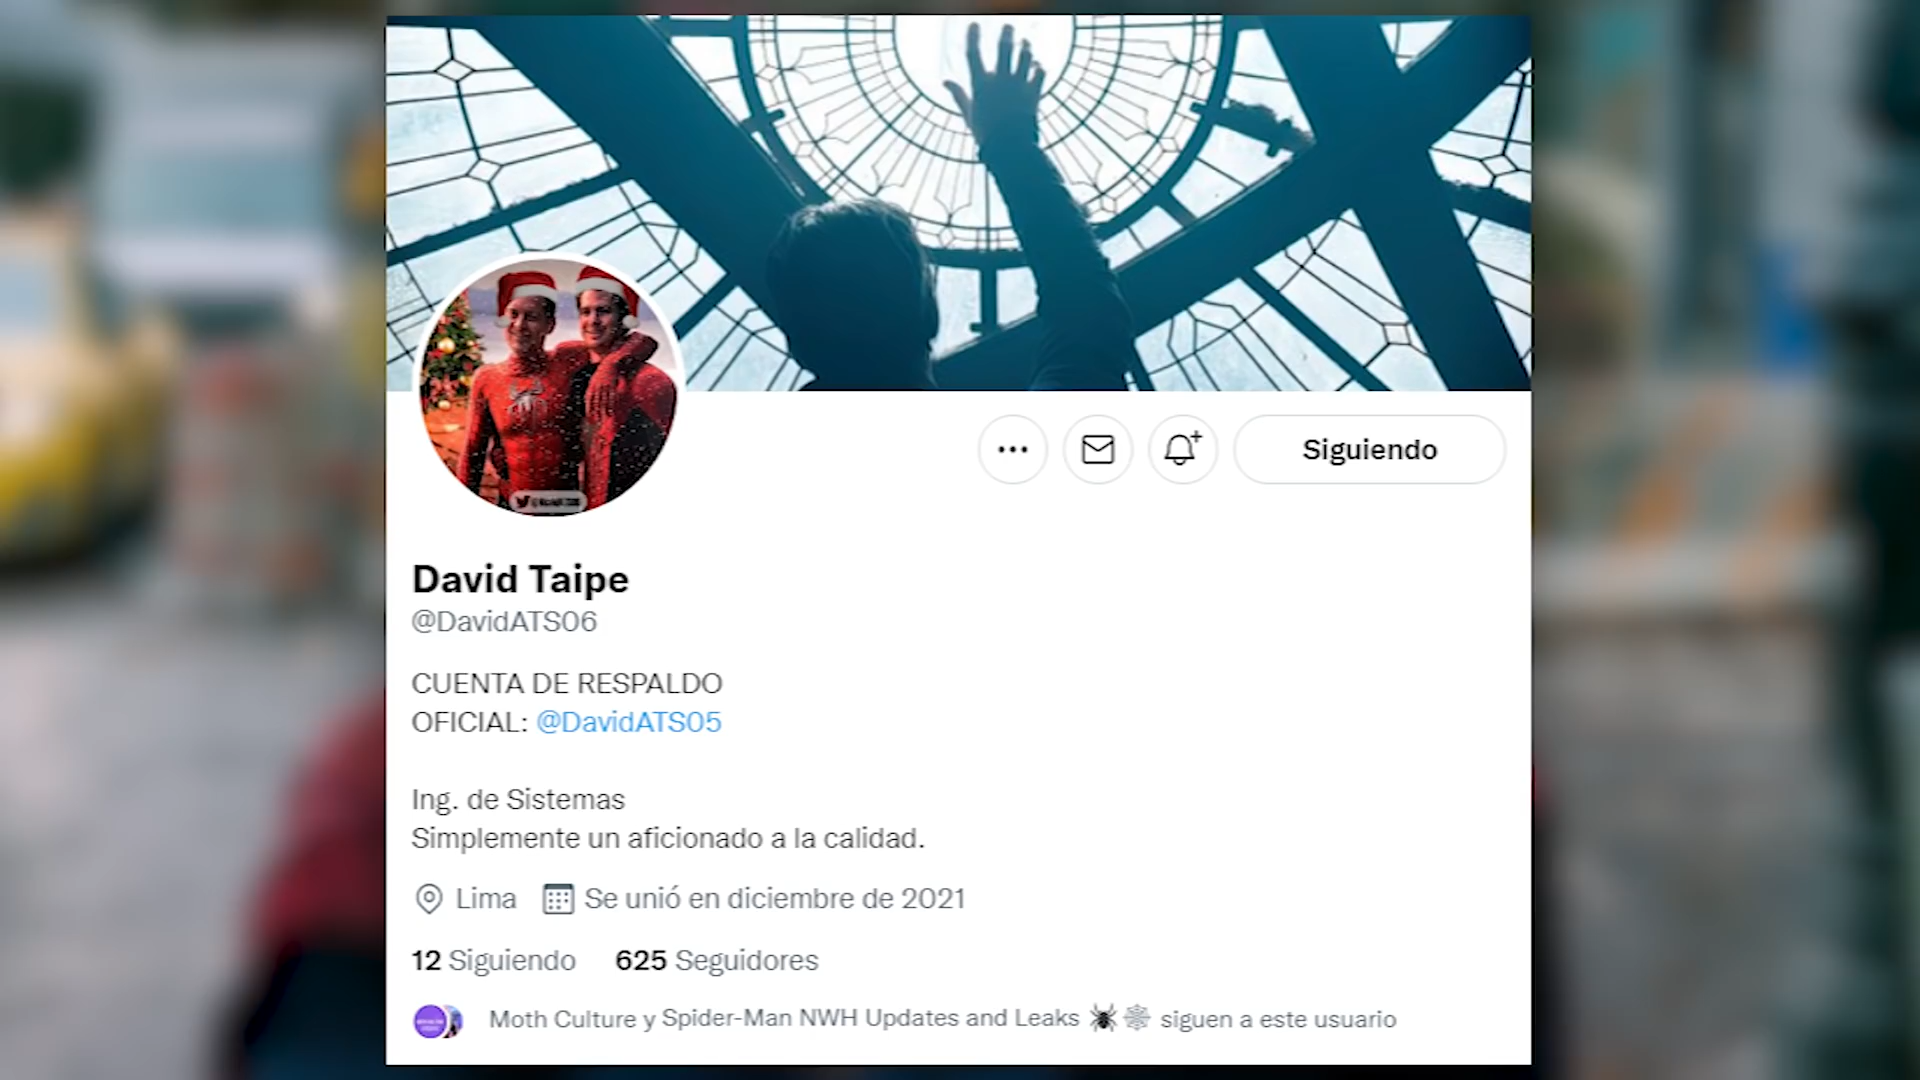 Siguiendo
David Taipe
@DavidATS06
CUENTA DE RESPALDO
OFICIAL: @DavidATS05
Ing. de Sistemas
Simplemente un aficionado a la calidad.
Lima Se unió en diciembre de 2021
12 Siguiendo 625 Seguidores
Moth Culture y Spider-Man NWH Updates and Leaks 🕷️🕸️ siguen a este usuario